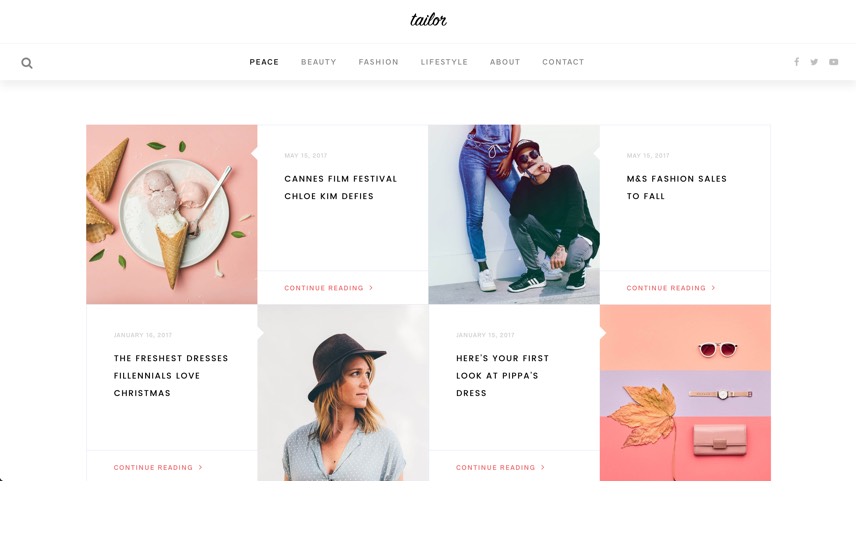 tailor
PEACE BEAUTY FASHION LIFESTYLE ABOUT CONTACT
MAY 15, 2017
CANNES FILM FESTIVAL
CHLOE KIM DEFIES
CONTINUE READING
MAY 15, 2017
M&S FASHION SALES
TO FALL
CONTINUE READING
JANUARY 16, 2017
THE FRESHEST DRESSES
FILLENNIALS LOVE
CHRISTMAS
CONTINUE READING
JANUARY 16, 2017
HERE'S YOUR FIRST
LOOK AT PIPPA'S
DRESS
CONTINUE READING